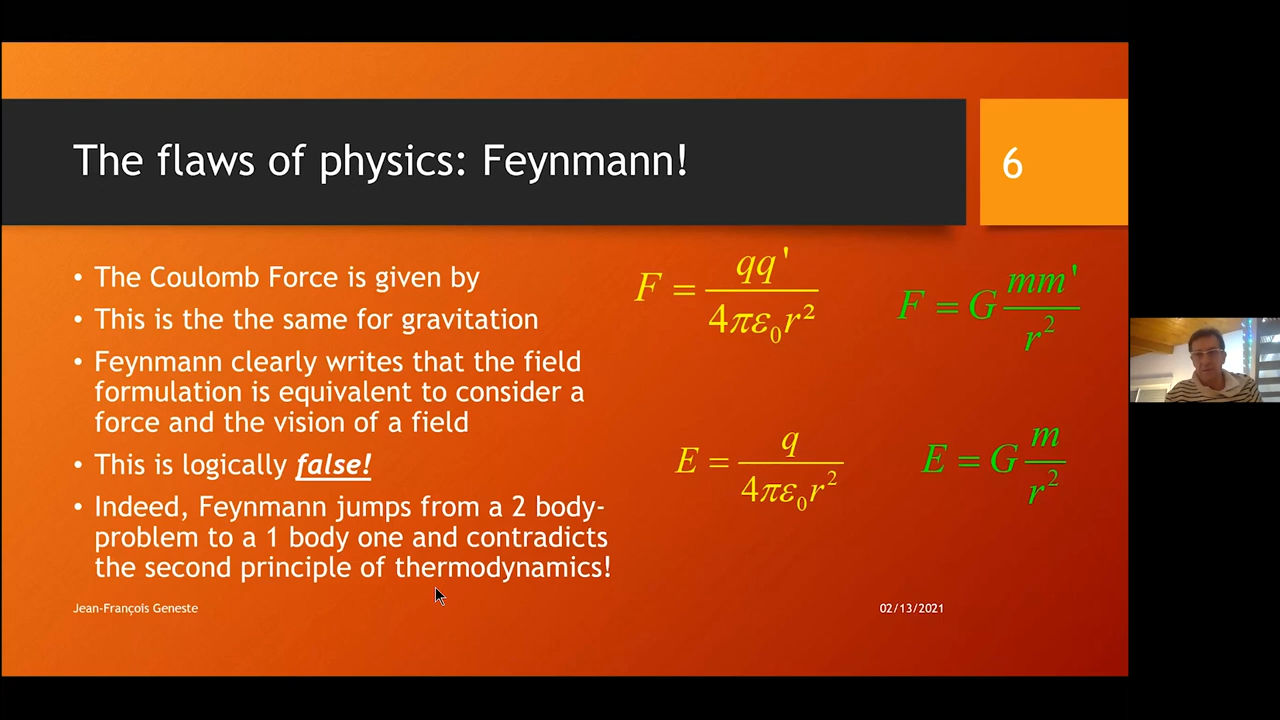 The flaws of physics: Feynmann!
6
• The Coulomb Force is given by
• This is the the same for gravitation
• Feynmann clearly writes that the field
formulation is equivalent to consider a
force and the vision of a field
• This is logically false!
• Indeed, Feynmann jumps from a 2 body-
problem to a 1 body one and contradicts
the second principle of thermodynamics!
F = qq' / 4πε₀r²
F = G mm' / r²
E = q / 4πε₀r²
E = G m / r²
Jean-François Geneste
02/13/2021